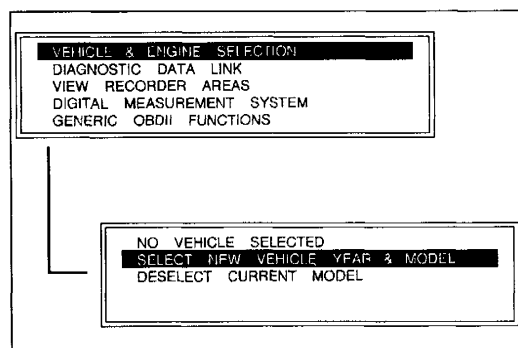 VEHICLE & ENGINE SELECTION
DIAGNOSTIC DATA LINK
VIEW RECORDER AREAS
DIGITAL MEASUREMENT SYSTEM
GENERIC OBDII FUNCTIONS
NO VEHICLE SELECTED
SELECT NEW VEHICLE YEAR & MODEL
DESELECT CURRENT MODEL